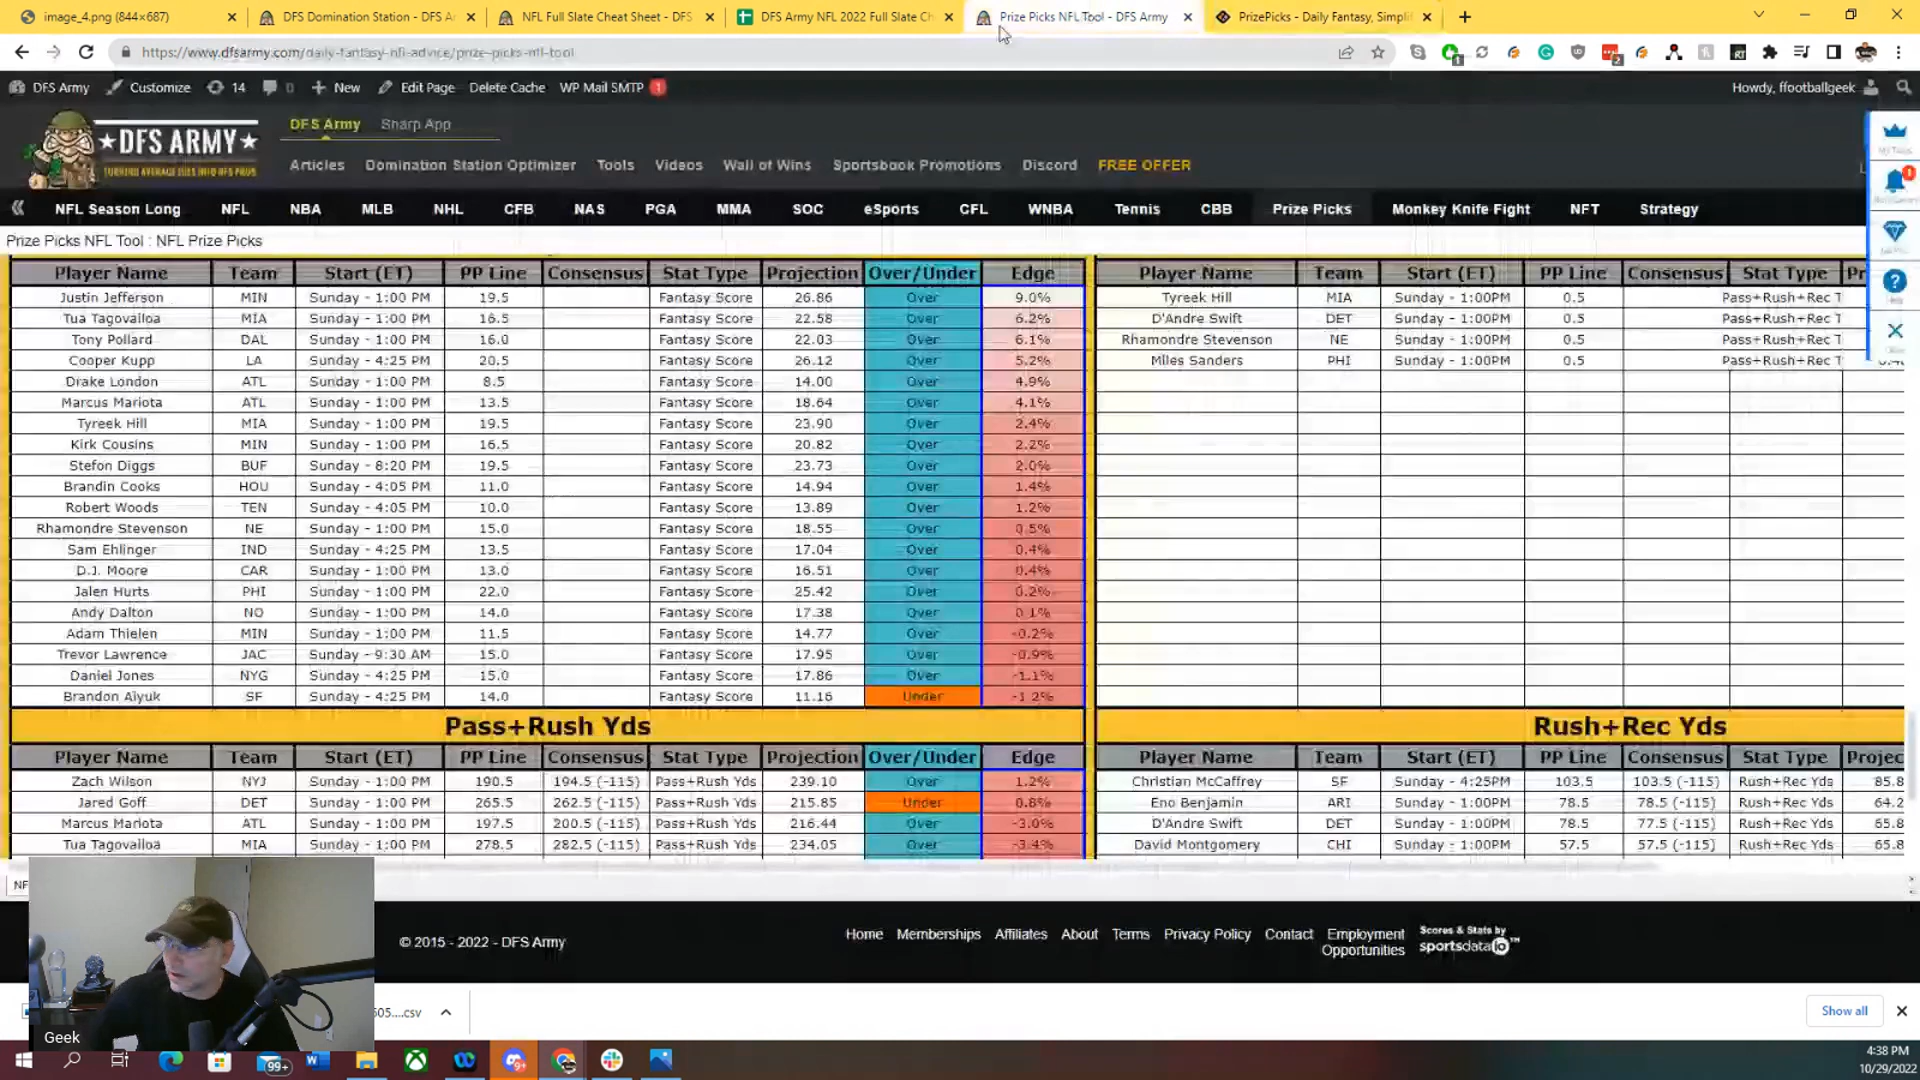 image_4.png (844×687)
DFS Domination Station - DFS Ar
NFL Full Slate Cheat Sheet - DFS
DFS Army NFL 2022 Full Slate Ch
Prize Picks NFL Tool - DFS Army
PrizePicks - Daily Fantasy, Simplif
https://www.dfsarmy.com/daily-fantasy-nfl-advice/prize-picks-nfl-tool
DFS Army Customize 14 0 New Edit Page Delete Cache WP Mail SMTP 1 Howdy, ffootballgeek
DFS Army Sharp App
★DFS ARMY★
TURNING AVERAGE JOES INTO DFS PROS
Articles Domination Station Optimizer Tools Videos Wall of Wins Sportsbook Promotions Discord FREE OFFER
NFL Season Long NFL NBA MLB NHL CFB NAS PGA MMA SOC eSports CFL WNBA Tennis CBB Prize Picks Monkey Knife Fight NFT Strategy
Prize Picks NFL Tool : NFL Prize Picks
Player Name Team Start (ET) PP Line Consensus Stat Type Projection Over/Under Edge
Justin Jefferson MIN Sunday - 1:00 PM 19.5 Fantasy Score 26.86 Over 9.0%
Tua Tagovailoa MIA Sunday - 1:00 PM 16.5 Fantasy Score 22.58 Over 6.2%
Tony Pollard DAL Sunday - 1:00 PM 16.0 Fantasy Score 22.03 Over 6.1%
Cooper Kupp LA Sunday - 4:25 PM 20.5 Fantasy Score 26.12 Over 5.2%
Drake London ATL Sunday - 1:00 PM 8.5 Fantasy Score 14.00 Over 4.9%
Marcus Mariota ATL Sunday - 1:00 PM 13.5 Fantasy Score 18.64 Over 4.1%
Tyreek Hill MIA Sunday - 1:00 PM 19.5 Fantasy Score 23.90 Over 2.4%
Kirk Cousins MIN Sunday - 1:00 PM 16.5 Fantasy Score 20.82 Over 2.2%
Stefon Diggs BUF Sunday - 8:20 PM 19.5 Fantasy Score 23.73 Over 2.0%
Brandin Cooks HOU Sunday - 4:05 PM 11.0 Fantasy Score 14.94 Over 1.4%
Robert Woods TEN Sunday - 4:05 PM 10.0 Fantasy Score 13.89 Over 1.2%
Rhamondre Stevenson NE Sunday - 1:00 PM 15.0 Fantasy Score 18.55 Over 0.5%
Sam Ehlinger IND Sunday - 4:25 PM 13.5 Fantasy Score 17.04 Over 0.4%
D.J. Moore CAR Sunday - 1:00 PM 13.0 Fantasy Score 16.51 Over 0.4%
Jalen Hurts PHI Sunday - 1:00 PM 22.0 Fantasy Score 25.42 Over 0.2%
Andy Dalton NO Sunday - 1:00 PM 14.0 Fantasy Score 17.38 Over 0.1%
Adam Thielen MIN Sunday - 1:00 PM 11.5 Fantasy Score 14.77 Over -0.2%
Trevor Lawrence JAC Sunday - 9:30 AM 15.0 Fantasy Score 17.95 Over -0.9%
Daniel Jones NYG Sunday - 4:25 PM 15.0 Fantasy Score 17.86 Over -1.1%
Brandon Aiyuk SF Sunday - 4:25 PM 14.0 Fantasy Score 11.16 Under -1.2%
Player Name Team Start (ET) PP Line Consensus Stat Type Pr
Tyreek Hill MIA Sunday - 1:00PM 0.5 Pass+Rush+Rec T
D'Andre Swift DET Sunday - 1:00PM 0.5 Pass+Rush+Rec T
Rhamondre Stevenson NE Sunday - 1:00PM 0.5 Pass+Rush+Rec T
Miles Sanders PHI Sunday - 1:00PM 0.5 Pass+Rush+Rec T
Pass+Rush Yds
Player Name Team Start (ET) PP Line Consensus Stat Type Projection Over/Under Edge
Zach Wilson NYJ Sunday - 1:00 PM 190.5 194.5 (-115) Pass+Rush Yds 239.10 Over 1.2%
Jared Goff DET Sunday - 1:00 PM 265.5 262.5 (-115) Pass+Rush Yds 215.85 Under 0.8%
Marcus Mariota ATL Sunday - 1:00 PM 197.5 200.5 (-115) Pass+Rush Yds 216.44 Over -3.0%
Tua Tagovailoa MIA Sunday - 1:00 PM 278.5 282.5 (-115) Pass+Rush Yds 234.05 Over -3.4%
Rush+Rec Yds
Player Name Team Start (ET) PP Line Consensus Stat Type Projec
Christian McCaffrey SF Sunday - 4:25PM 103.5 103.5 (-115) Rush+Rec Yds 85.8
Eno Benjamin ARI Sunday - 1:00PM 78.5 78.5 (-115) Rush+Rec Yds 64.2
D'Andre Swift DET Sunday - 1:00PM 78.5 77.5 (-115) Rush+Rec Yds 65.8
David Montgomery CHI Sunday - 1:00PM 57.5 57.5 (-115) Rush+Rec Yds 65.8
NF
© 2015 - 2022 - DFS Army
Home Memberships Affiliates About Terms Privacy Policy Contact Employment Opportunities
Scores & Stats by
sportsdata io
Geek
505....csv
Show all
99+
4:38 PM
10/29/2022